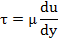 τ = μ du/dy